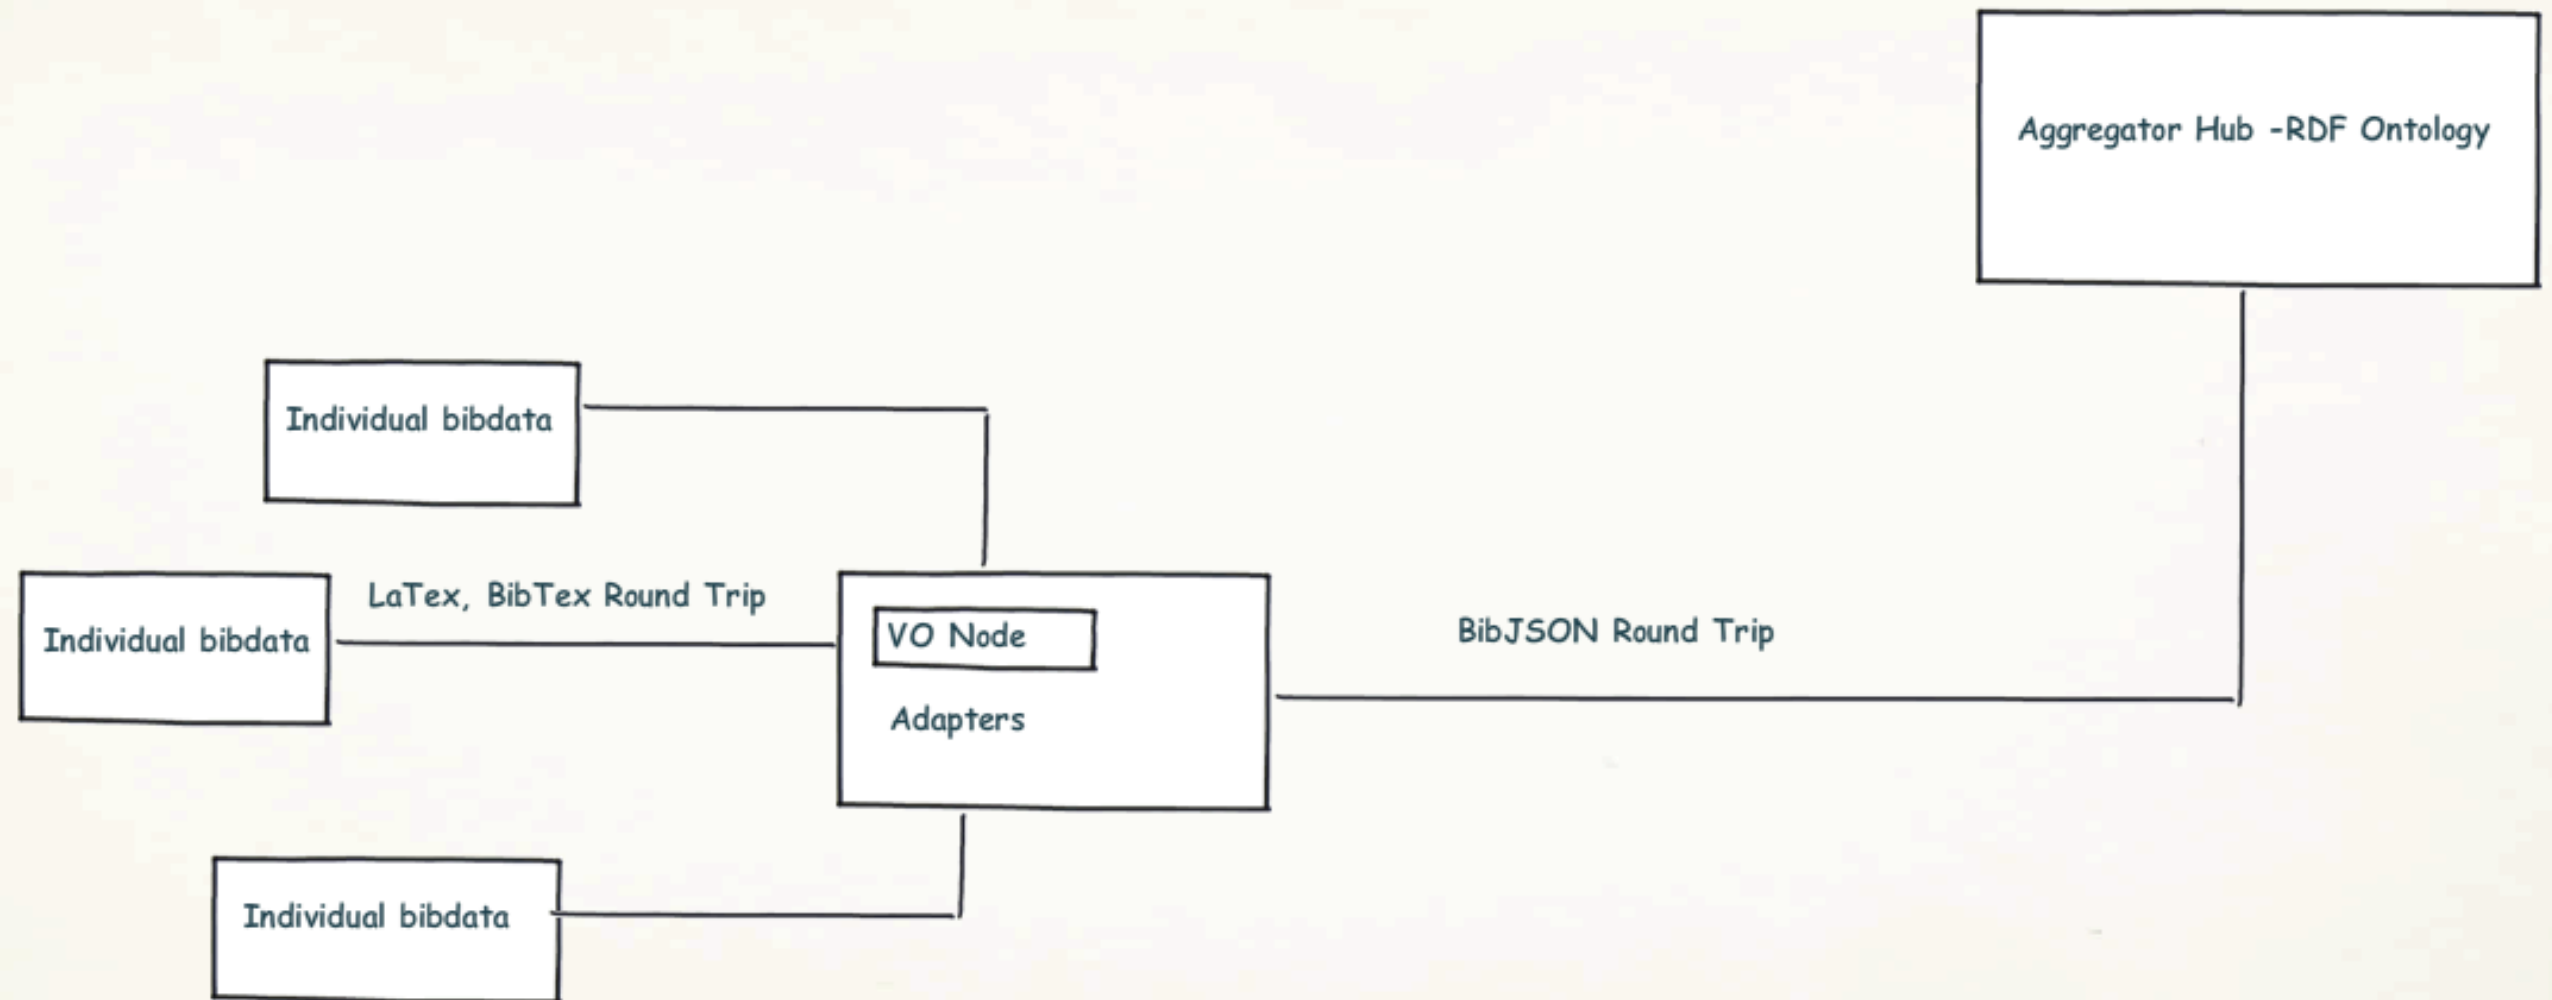 Aggregator Hub -RDF Ontology
Individual bibdata
LaTex, BibTex Round Trip
Individual bibdata
VO Node
Adapters
BibJSON Round Trip
Individual bibdata